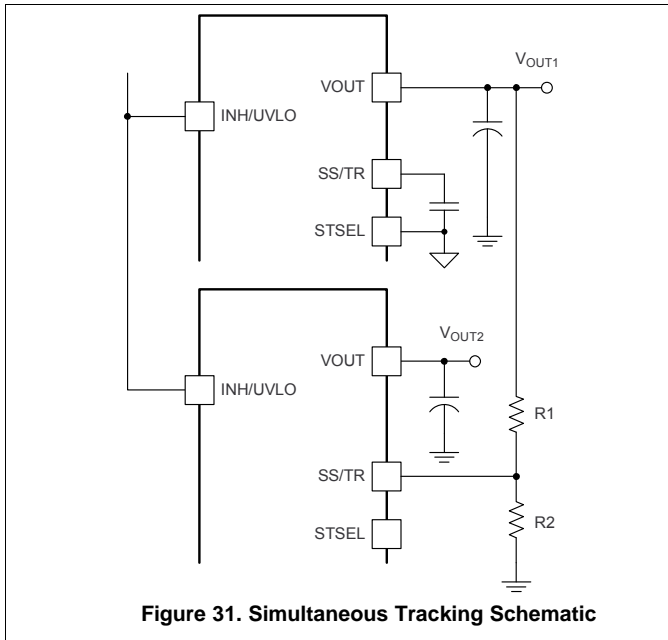 VOUT1
VOUT
INH/UVLO
SS/TR
STSEL
VOUT2
VOUT
INH/UVLO
R1
SS/TR
R2
STSEL
Figure 31. Simultaneous Tracking Schematic